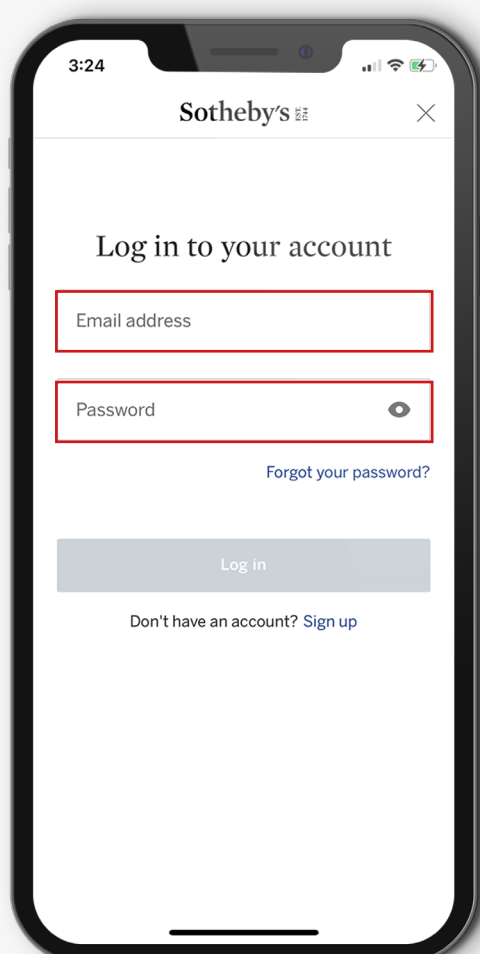 3:24
Sotheby's EST. 1744
Log in to your account
Email address
Password
Forgot your password?
Log in
Don't have an account? Sign up